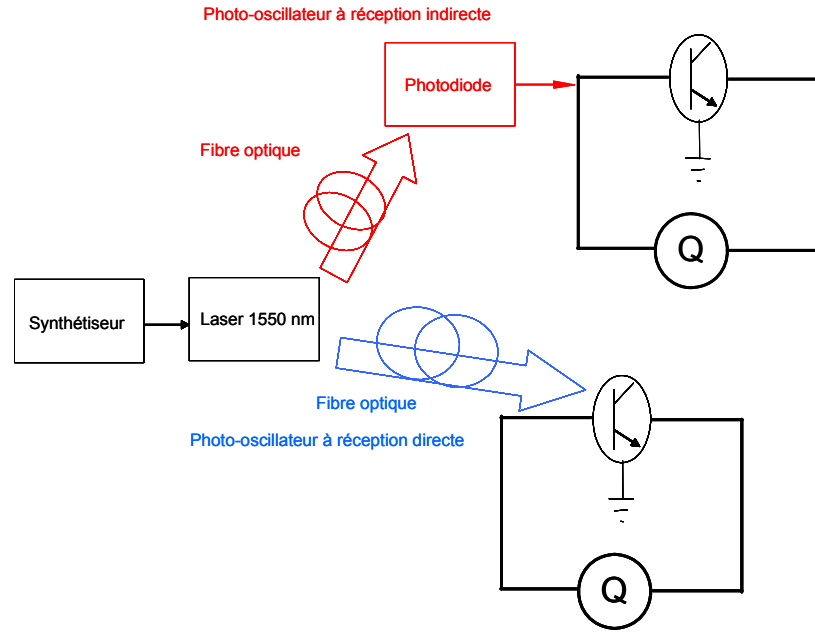 Photo-oscillateur à réception indirecte
Photodiode
Fibre optique
Q
Synthétiseur
Laser 1550 nm
Fibre optique
Photo-oscillateur à réception directe
Q